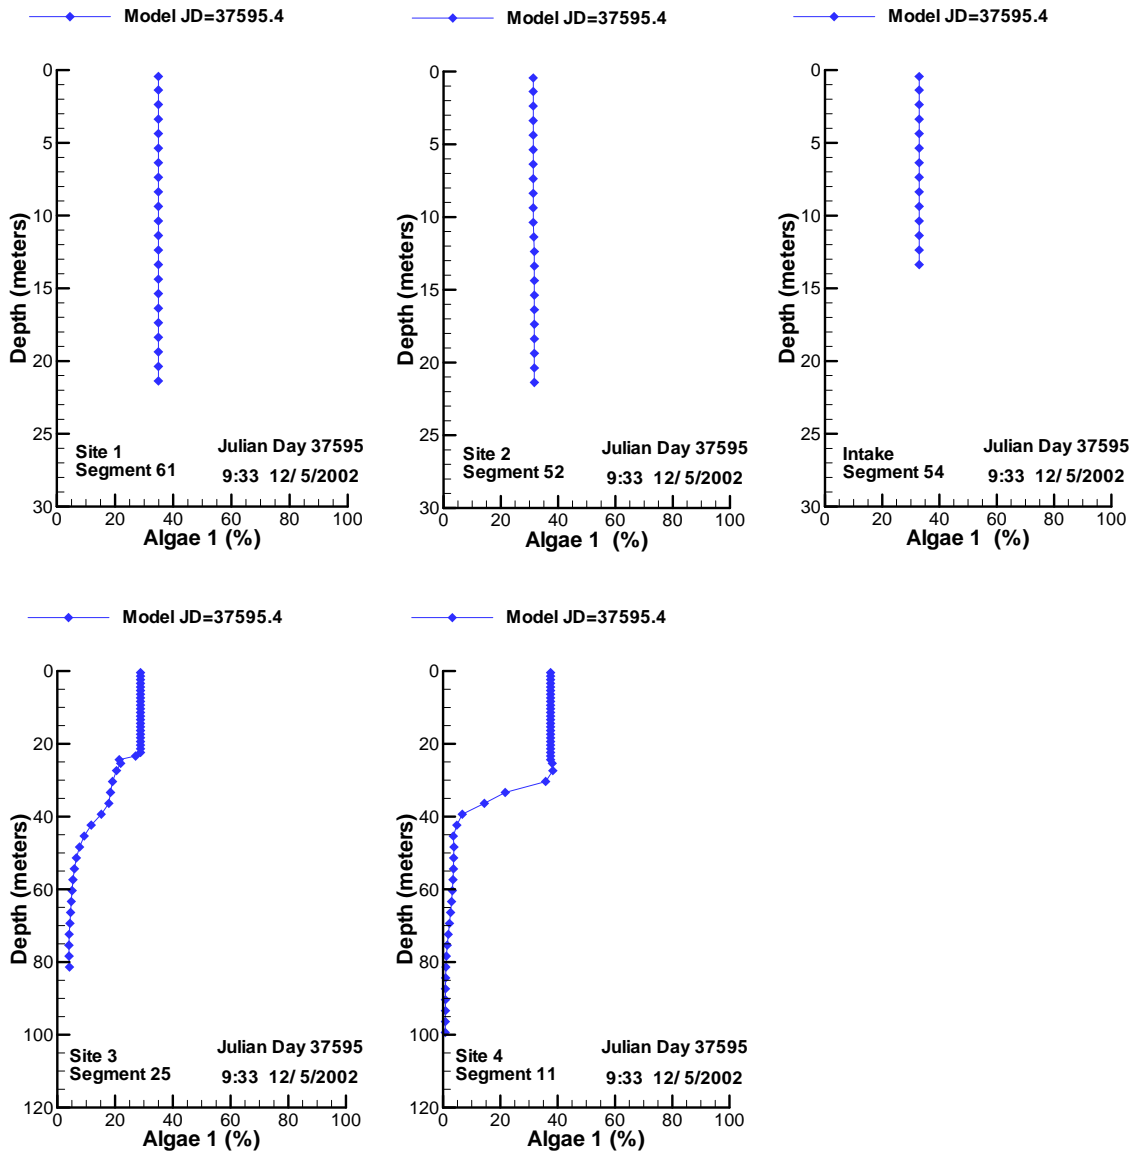 Model JD=37595.4
0
5
10
15
20
25
30
Depth (meters)
Site 1
Segment 61
Julian Day 37595
9:33 12/ 5/2002
0 20 40 60 80 100
Algae 1 (%)
Model JD=37595.4
0
5
10
15
20
25
30
Depth (meters)
Site 2
Segment 52
Julian Day 37595
9:33 12/ 5/2002
0 20 40 60 80 100
Algae 1 (%)
Model JD=37595.4
0
5
10
15
20
25
30
Depth (meters)
Intake
Segment 54
Julian Day 37595
9:33 12/ 5/2002
0 20 40 60 80 100
Algae 1 (%)
Model JD=37595.4
0
20
40
60
80
100
120
Depth (meters)
Site 3
Segment 25
Julian Day 37595
9:33 12/ 5/2002
0 20 40 60 80 100
Algae 1 (%)
Model JD=37595.4
0
20
40
60
80
100
120
Depth (meters)
Site 4
Segment 11
Julian Day 37595
9:33 12/ 5/2002
0 20 40 60 80 100
Algae 1 (%)